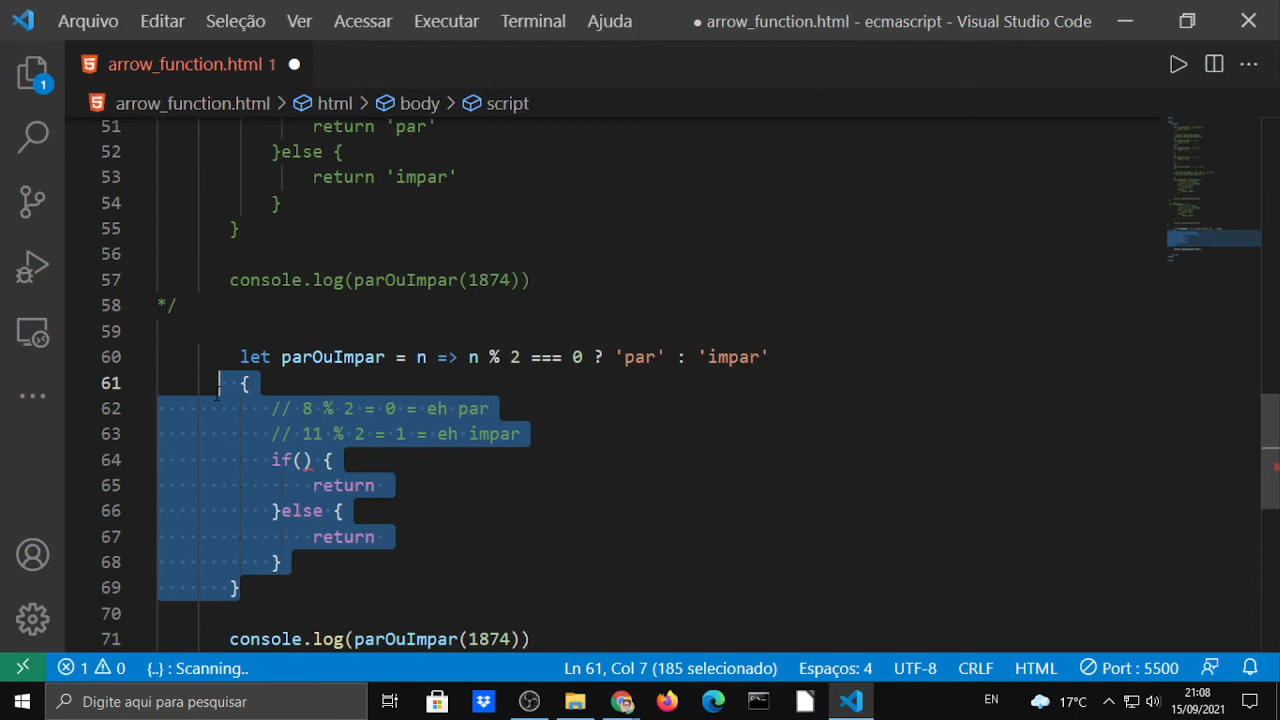 Arquivo Editar Seleção Ver Acessar Executar Terminal Ajuda ● arrow_function.html - ecmascript - Visual Studio Code
arrow_function.html 1
arrow_function.html > html > body > script
51 return 'par'
52 }else {
53 return 'impar'
54 }
55 }
56
57 console.log(parOuImpar(1874))
58 */
59
60 let parOuImpar = n => n % 2 === 0 ? 'par' : 'impar'
61 {
62 // 8 % 2 = 0 = eh par
63 // 11 % 2 = 1 = eh impar
64 if() {
65 return
66 }else {
67 return
68 }
69 }
70
71 console.log(parOuImpar(1874))
1
1 0 {..} : Scanning.. Ln 61, Col 7 (185 selecionado) Espaços: 4 UTF-8 CRLF HTML Port : 5500
Digite aqui para pesquisar EN 17°C 21:08
15/09/2021